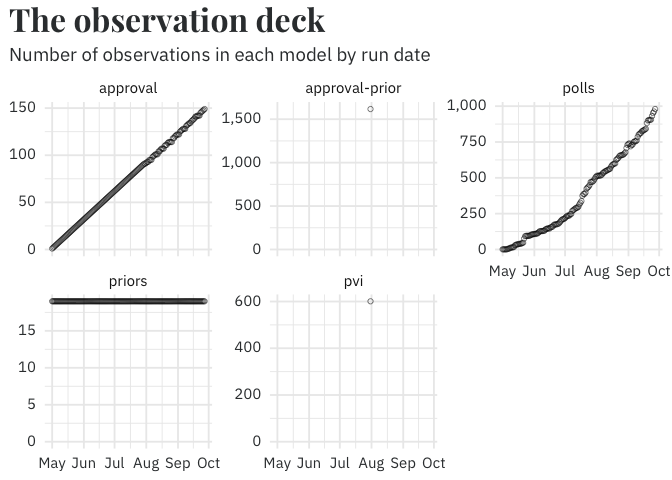 The observation deck
Number of observations in each model by run date
approval
approval-prior
polls
150
100
50
0
1,500
1,000
500
0
1,000
750
500
250
0
May Jun Jul Aug Sep Oct
priors
pvi
15
10
5
0
600
400
200
0
May Jun Jul Aug Sep Oct
May Jun Jul Aug Sep Oct